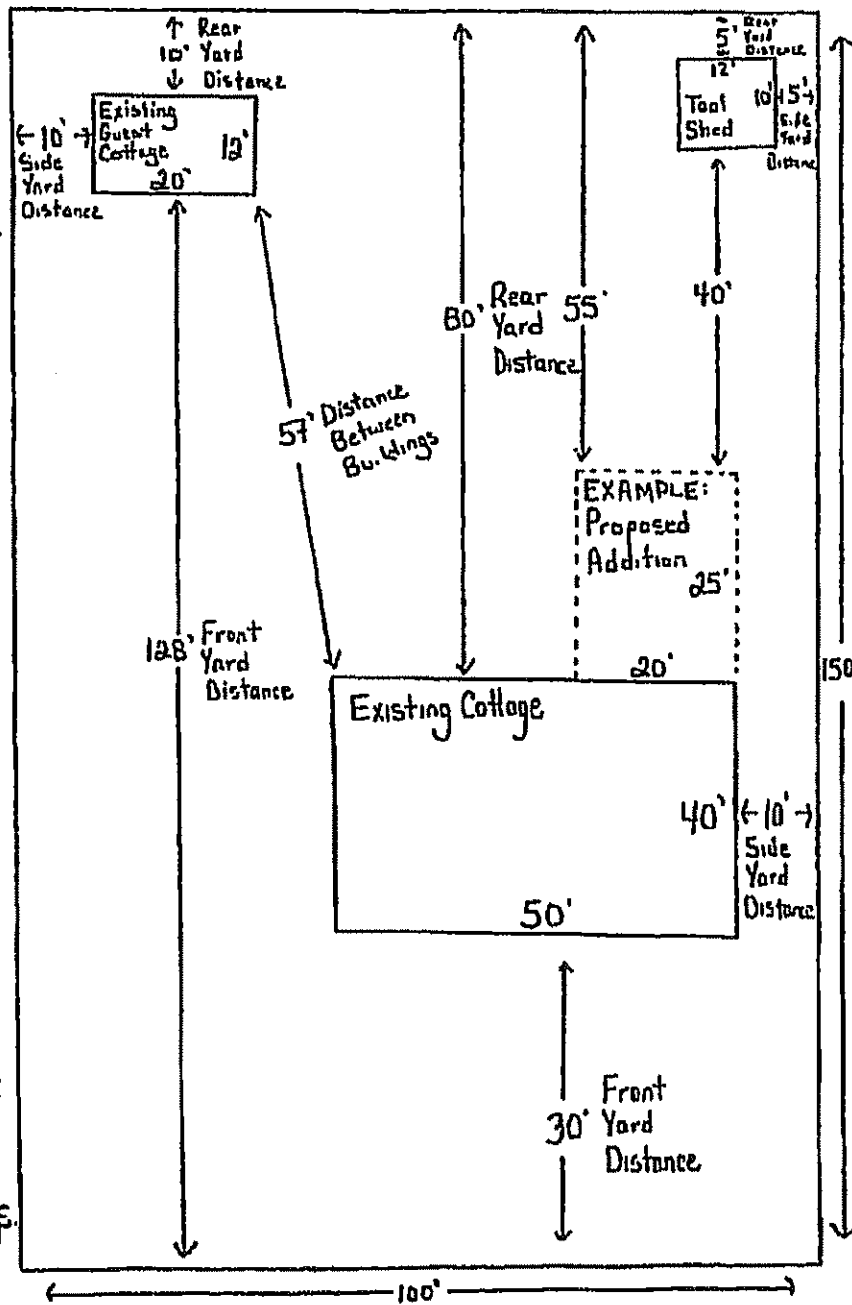 Rear
10' Yard
Distance
5' Rear
Yard
Distance
12'
Tool 10'
Shed
5'
Side
Yard
Distance
Existing
Guest
Cottage 12'
20'
10'
Side
Yard
Distance
40'
80' Rear
Yard
Distance
55'
57' Distance
Between
Buildings
EXAMPLE:
Proposed
Addition
25'
20'
128' Front
Yard
Distance
150
Existing Cottage
40'
50'
10'
Side
Yard
Distance
30' Front
Yard
Distance
100'